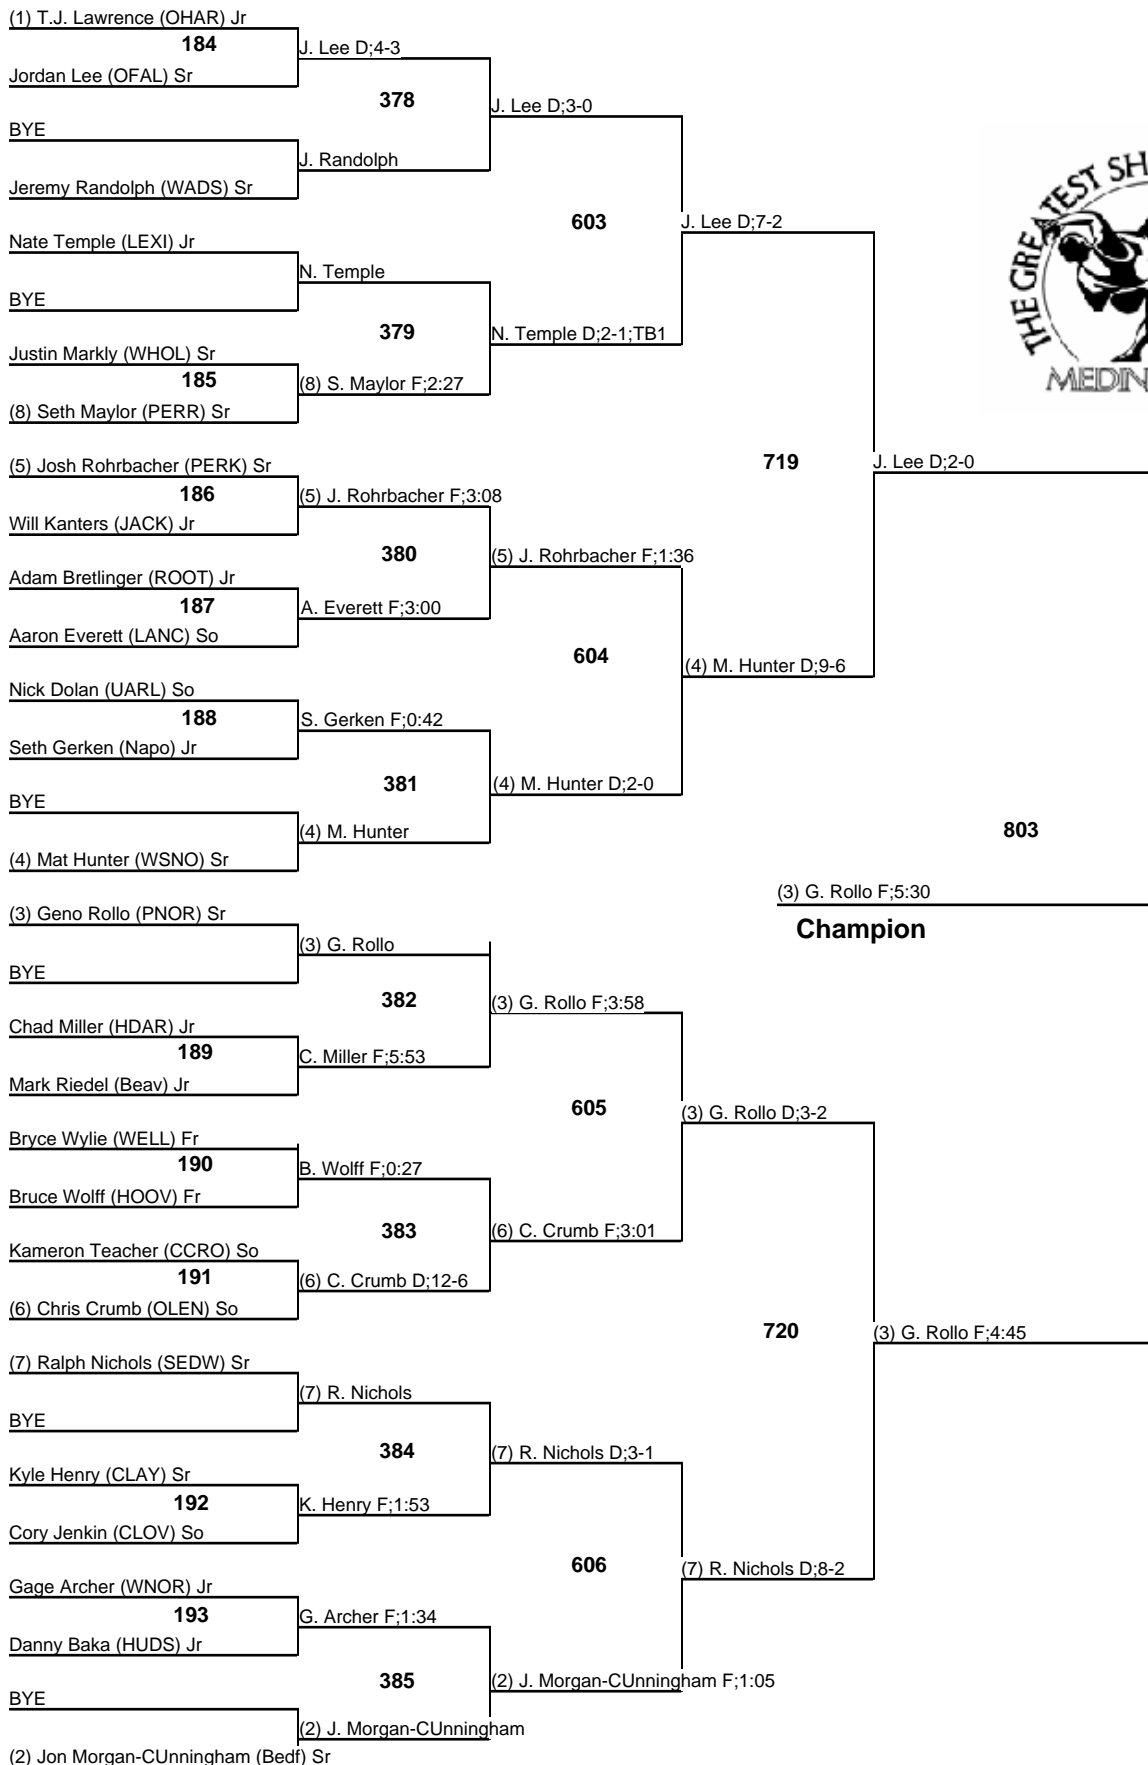 (1) T.J. Lawrence (OHAR) Jr
184
J. Lee D;4-3
Jordan Lee (OFAL) Sr
378
J. Lee D;3-0
BYE
J. Randolph
Jeremy Randolph (WADS) Sr
603
J. Lee D;7-2
Nate Temple (LEXI) Jr
N. Temple
BYE
379
N. Temple D;2-1;TB1
Justin Markly (WHOL) Sr
185
(8) S. Maylor F;2:27
(8) Seth Maylor (PERR) Sr
THE GREATEST SH
MEDIN
719
J. Lee D;2-0
(5) Josh Rohrbacher (PERK) Sr
186
(5) J. Rohrbacher F;3:08
Will Kanters (JACK) Jr
380
(5) J. Rohrbacher F;1:36
Adam Bretlinger (ROOT) Jr
187
A. Everett F;3:00
Aaron Everett (LANC) So
604
(4) M. Hunter D;9-6
Nick Dolan (UARL) So
188
S. Gerken F;0:42
Seth Gerken (Napo) Jr
381
(4) M. Hunter D;2-0
BYE
(4) M. Hunter
(4) Mat Hunter (WSNO) Sr
803
(3) G. Rollo F;5:30
Champion
(3) Geno Rollo (PNOR) Sr
(3) G. Rollo
BYE
382
(3) G. Rollo F;3:58
Chad Miller (HDAR) Jr
189
C. Miller F;5:53
Mark Riedel (Beav) Jr
605
(3) G. Rollo D;3-2
Bryce Wylie (WELL) Fr
190
B. Wolff F;0:27
Bruce Wolff (HOOV) Fr
383
(6) C. Crumb F;3:01
Kameron Teacher (CCRO) So
191
(6) C. Crumb D;12-6
(6) Chris Crumb (OLEN) So
720
(3) G. Rollo F;4:45
(7) Ralph Nichols (SEDW) Sr
(7) R. Nichols
BYE
384
(7) R. Nichols D;3-1
Kyle Henry (CLAY) Sr
192
K. Henry F;1:53
Cory Jenkin (CLOV) So
606
(7) R. Nichols D;8-2
Gage Archer (WNOR) Jr
193
G. Archer F;1:34
Danny Baka (HUDS) Jr
385
(2) J. Morgan-CUnningham F;1:05
BYE
(2) J. Morgan-CUnningham
(2) Jon Morgan-CUnningham (Bedf) Sr